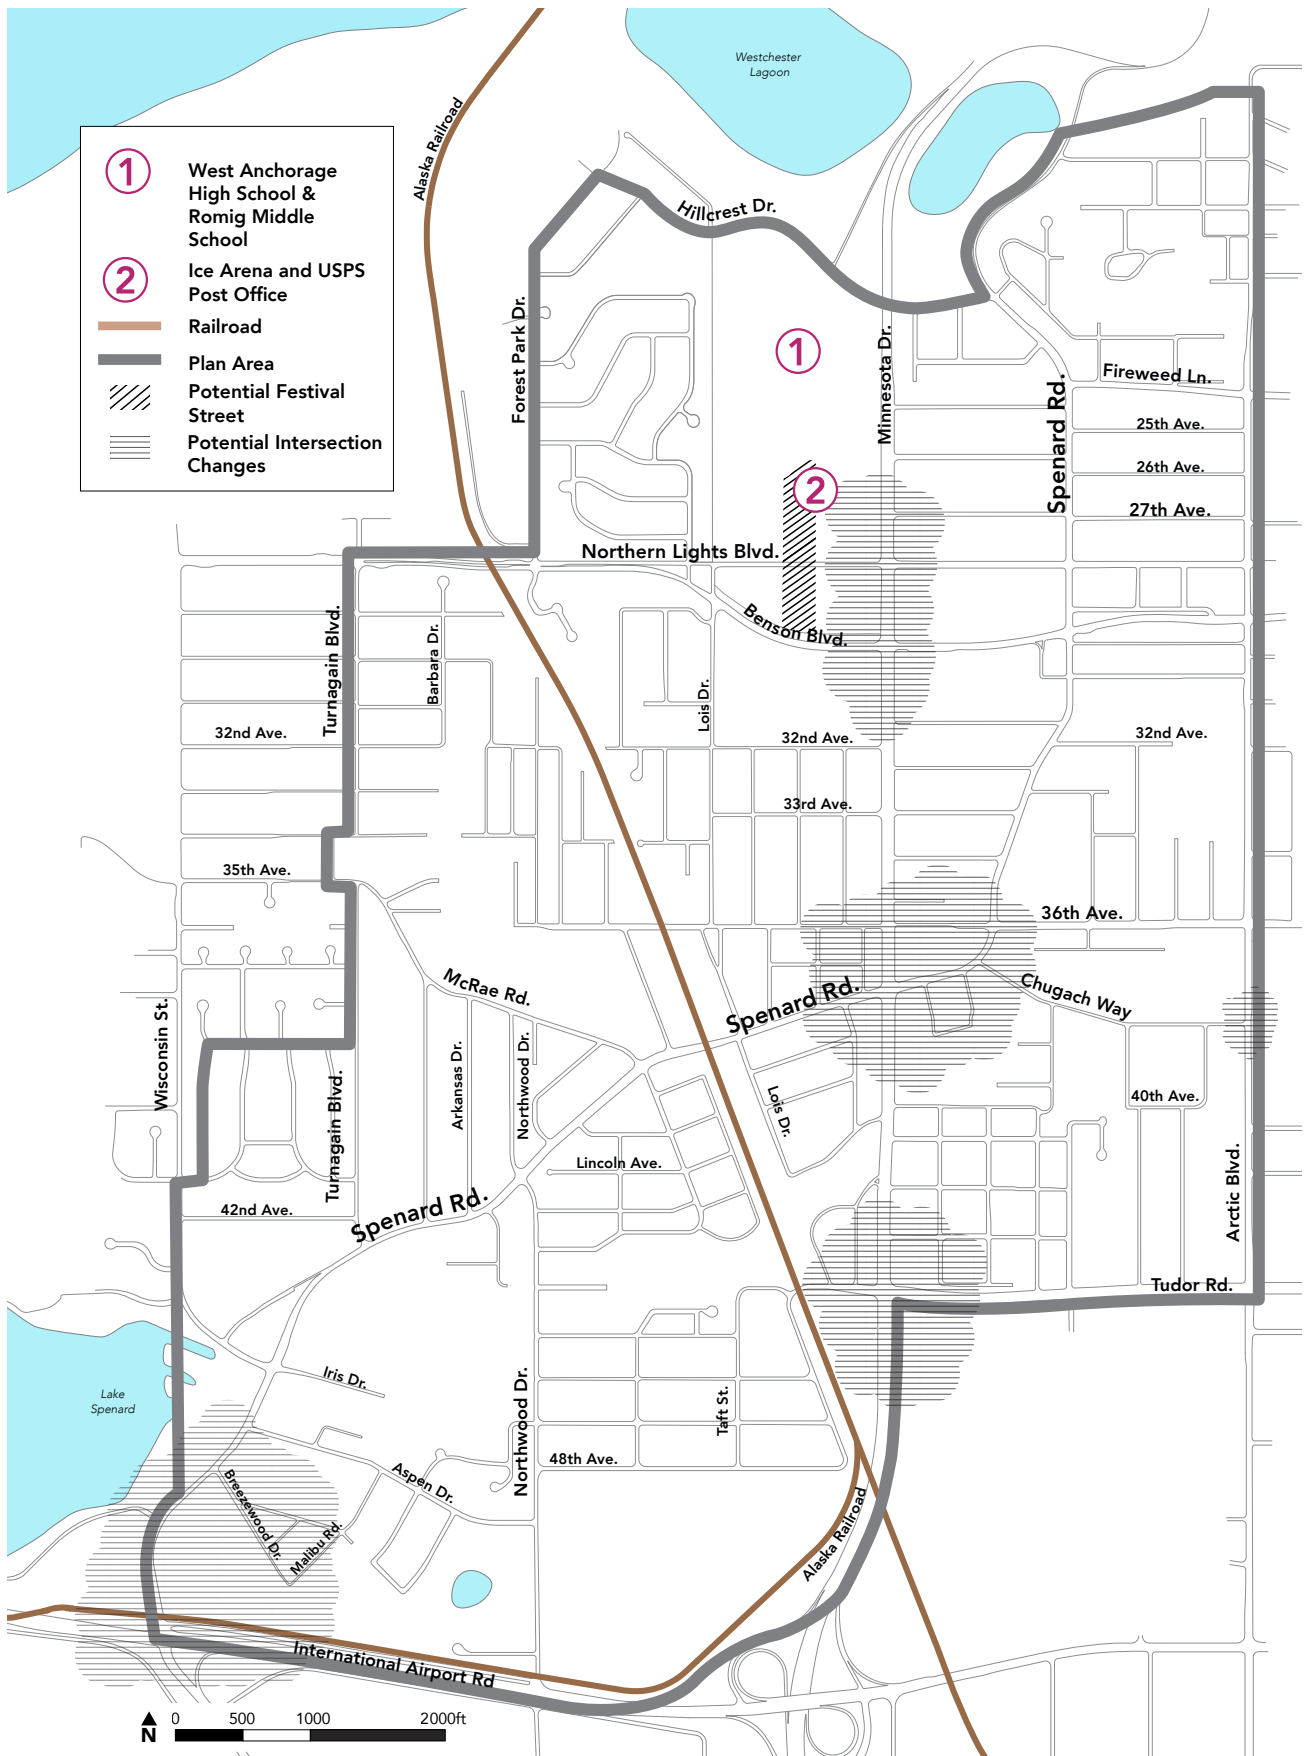 Westchester
Lagoon
Alaska Railroad
1
West Anchorage
High School &
Romig Middle
School
2
Ice Arena and USPS
Post Office
Railroad
Plan Area
Potential Festival
Street
Potential Intersection
Changes
Hillcrest Dr.
Forest Park Dr.
1
Minnesota Dr.
Spenard Rd.
Fireweed Ln.
25th Ave.
26th Ave.
27th Ave.
2
Northern Lights Blvd.
Benson Blvd.
Turnagain Blvd.
Barbara Dr.
Lois Dr.
32nd Ave.
32nd Ave.
32nd Ave.
33rd Ave.
35th Ave.
36th Ave.
McRae Rd.
Spenard Rd.
Chugach Way
Wisconsin St.
Arkansas Dr.
Northwood Dr.
Turnagain Blvd.
Lois Dr.
40th Ave.
Lincoln Ave.
Arctic Blvd.
42nd Ave.
Spenard Rd.
Tudor Rd.
Iris Dr.
Lake
Spenard
Northwood Dr.
Taft St.
48th Ave.
Aspen Dr.
Breezewood Dr.
Malibu Rd.
Alaska Railroad
International Airport Rd
N
0 500 1000 2000ft